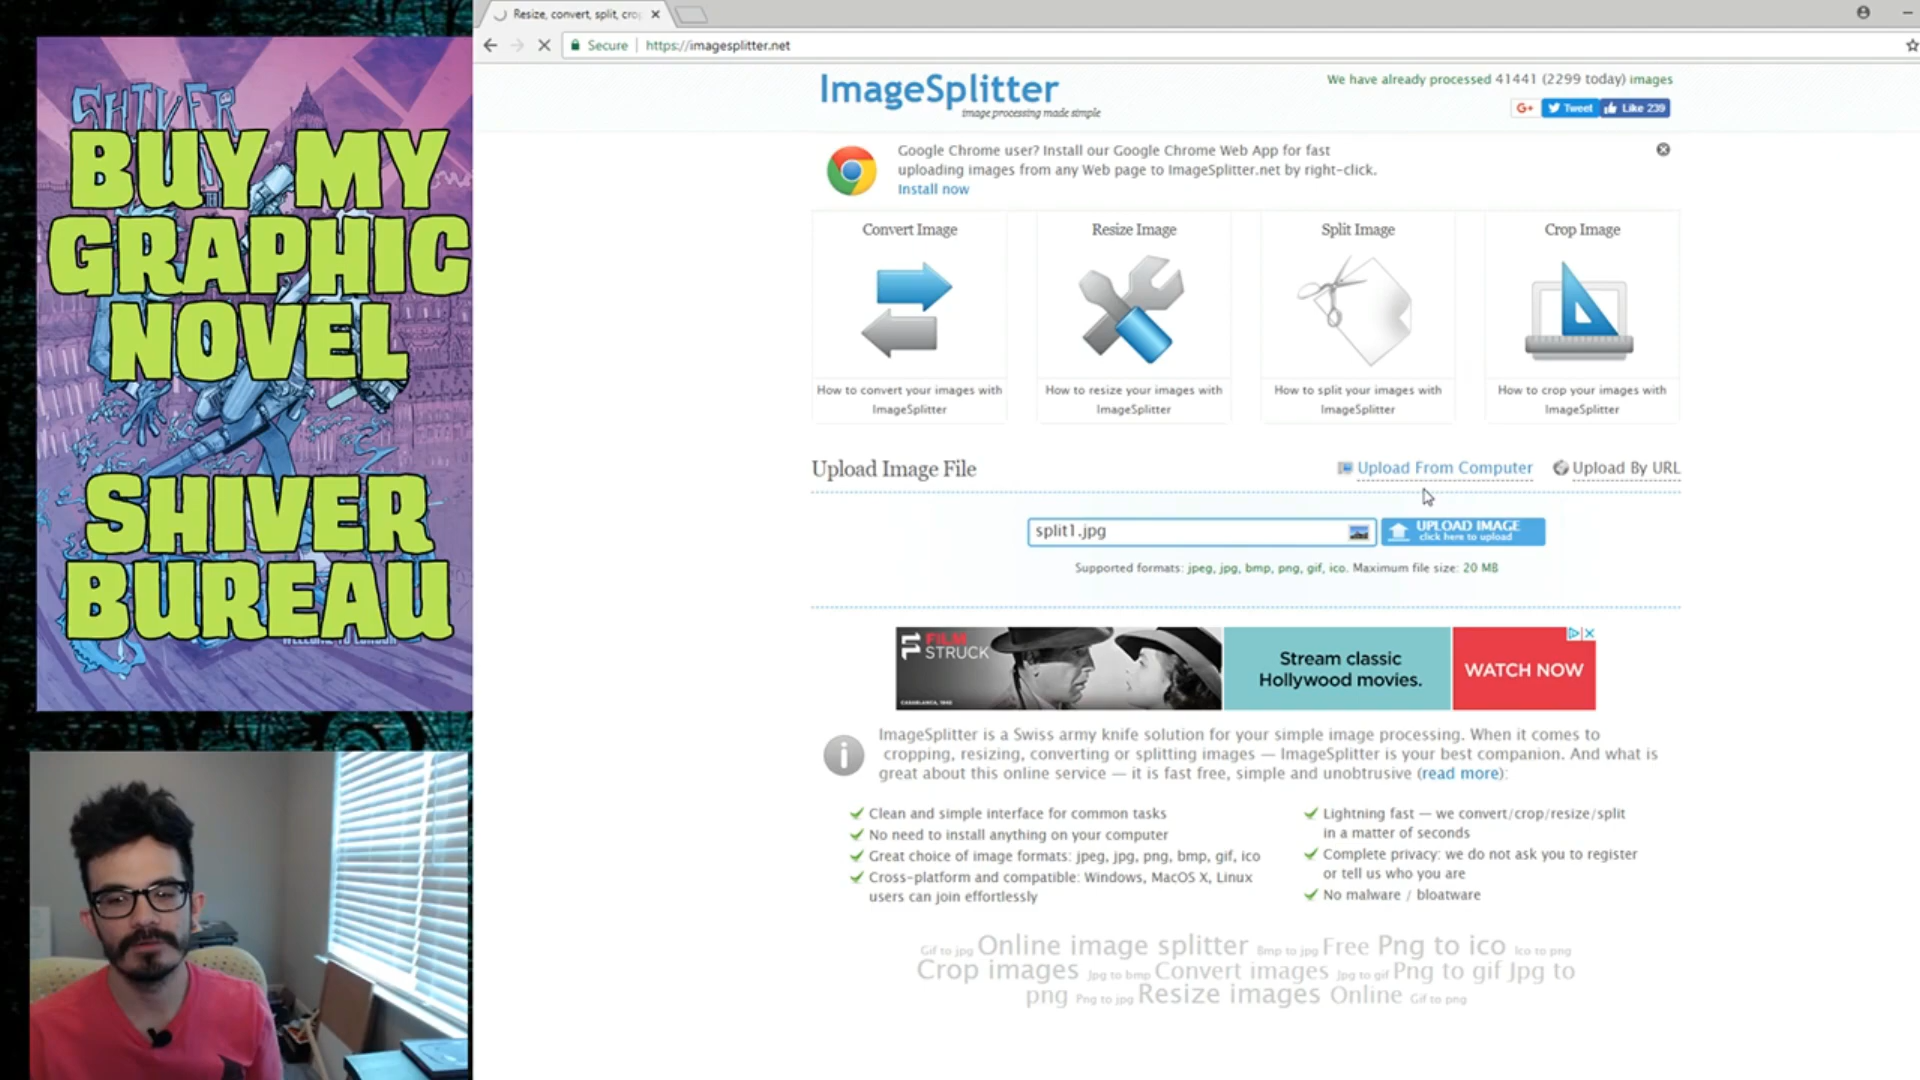 SHIVER
BUY MY
GRAPHIC
NOVEL
SHIVER
BUREAU
WELCOME TO LONDON
Resize, convert, split, cro
Secure
https://imagesplitter.net
ImageSplitter
image processing made simple
We have already processed 41441 (2299 today) images
G+
Tweet
Like 239
Google Chrome user? Install our Google Chrome Web App for fast
uploading images from any Web page to ImageSplitter.net by right-click.
Install now
Convert Image
Resize Image
Split Image
Crop Image
How to convert your images with
ImageSplitter
How to resize your images with
ImageSplitter
How to split your images with
ImageSplitter
How to crop your images with
ImageSplitter
Upload Image File
Upload From Computer
Upload By URL
split1.jpg
UPLOAD IMAGE
click here to upload
Supported formats: jpeg, jpg, bmp, png, gif, ico. Maximum file size: 20 MB
FILM
STRUCK
CASABLANCA, 1942
Stream classic
Hollywood movies.
WATCH NOW
ImageSplitter is a Swiss army knife solution for your simple image processing. When it comes to
cropping, resizing, converting or splitting images — ImageSplitter is your best companion. And what is
great about this online service — it is fast free, simple and unobtrusive (read more):
Clean and simple interface for common tasks
No need to install anything on your computer
Great choice of image formats: jpeg, jpg, png, bmp, gif, ico
Cross-platform and compatible: Windows, MacOS X, Linux
users can join effortlessly
Lightning fast — we convert/crop/resize/split
in a matter of seconds
Complete privacy: we do not ask you to register
or tell us who you are
No malware / bloatware
Gif to jpg Online image splitter Bmp to jpg Free Png to ico Ico to png
Crop images Jpg to bmp Convert images Jpg to gif Png to gif Jpg to
png Png to jpg Resize images Online Gif to png